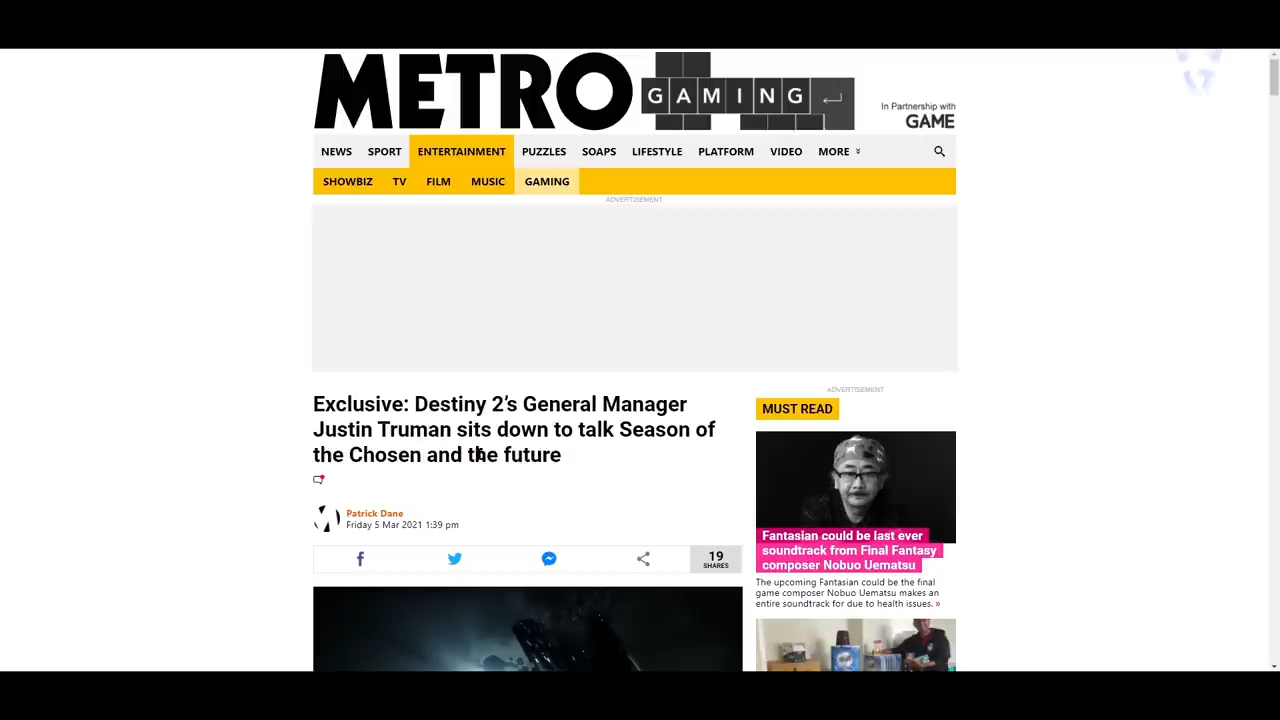 METRO
GAMING
In Partnership with
GAME
NEWS SPORT ENTERTAINMENT PUZZLES SOAPS LIFESTYLE PLATFORM VIDEO MORE
SHOWBIZ TV FILM MUSIC GAMING
ADVERTISEMENT
Exclusive: Destiny 2’s General Manager
Justin Truman sits down to talk Season of
the Chosen and the future
Patrick Dane
Friday 5 Mar 2021 1:39 pm
19
SHARES
ADVERTISEMENT
MUST READ
Fantasian could be last ever
soundtrack from Final Fantasy
composer Nobuo Uematsu
The upcoming Fantasian could be the final
game composer Nobuo Uematsu makes an
entire soundtrack for due to health issues. »